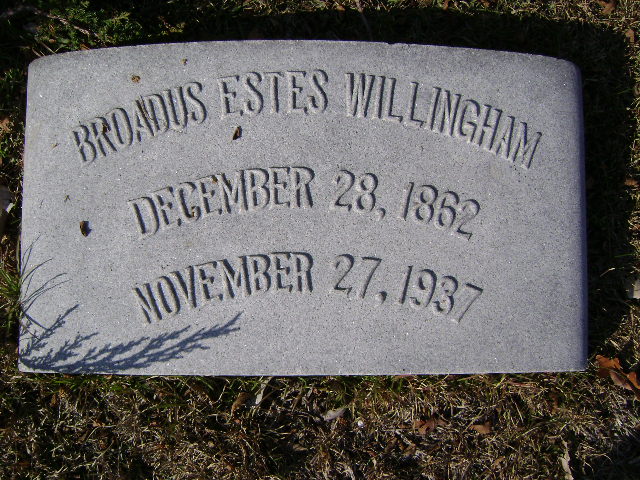 BROADUS ESTES WILLINGHAM
DECEMBER 28, 1862
NOVEMBER 27, 1937